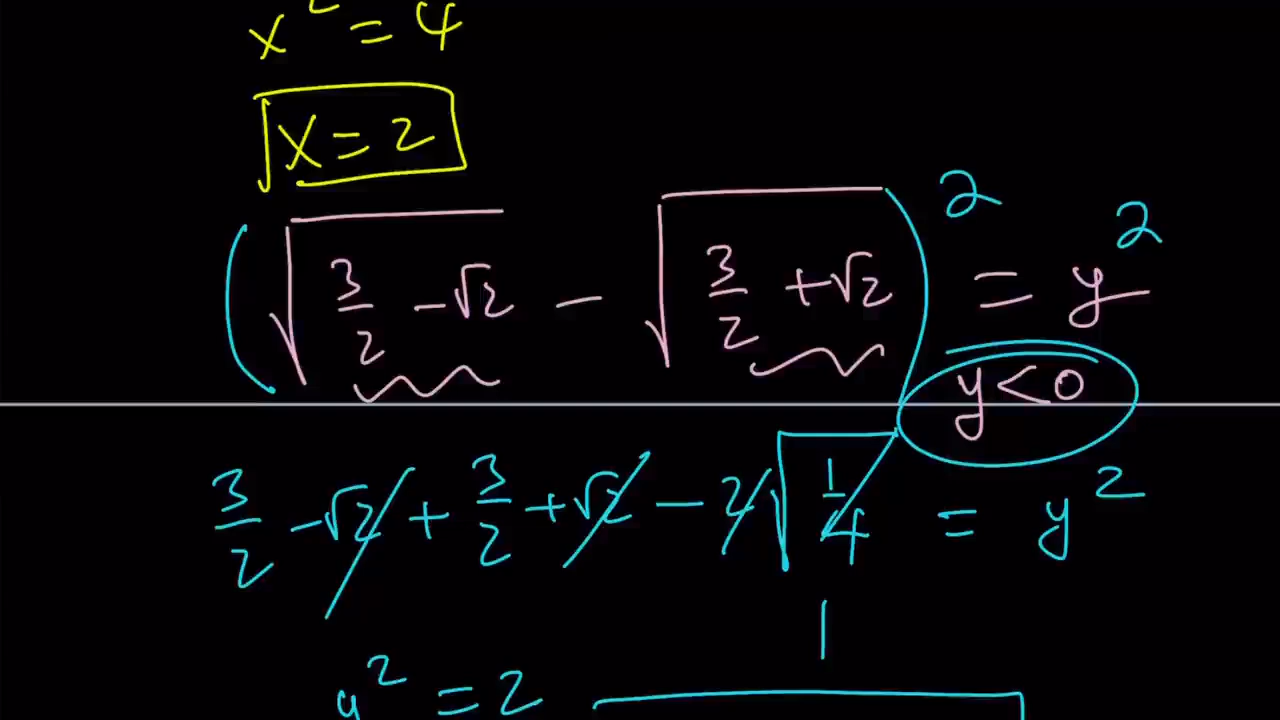 x² = 4
x = 2
(√(3/2 − √2) − √(3/2 + √2))² = y²
y < 0
3/2 − √2 + 3/2 + √2 − 2√(1/4) = y²
1
y² = 2